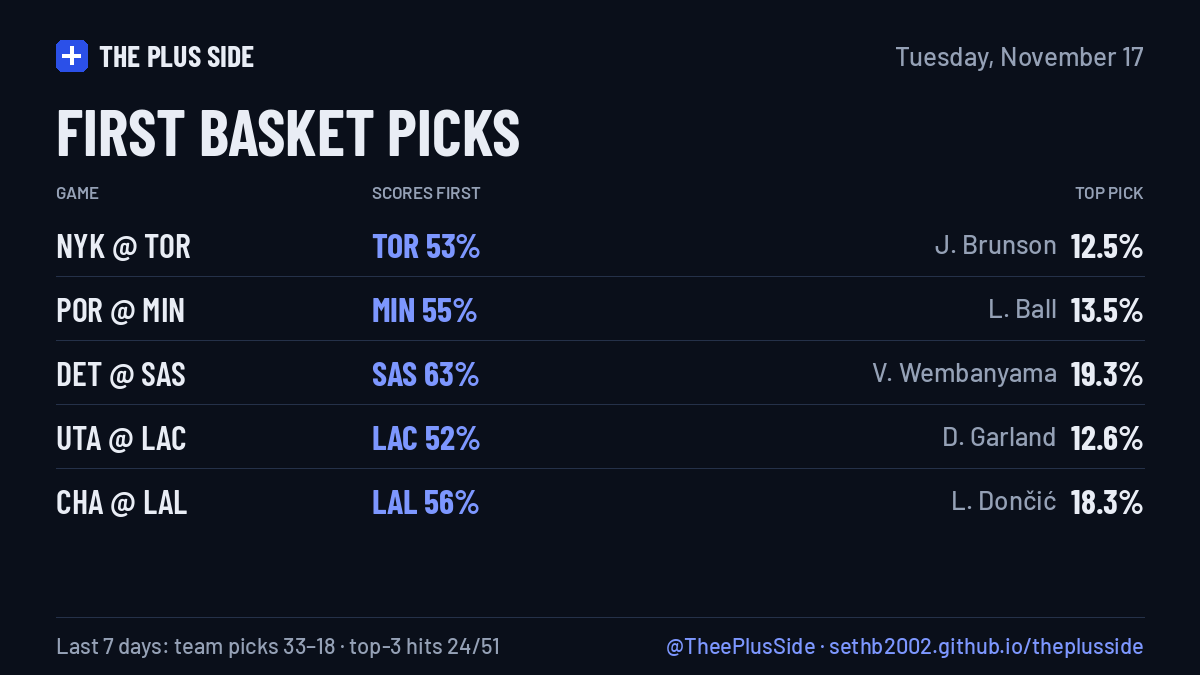 THE PLUS SIDE
Tuesday, November 17
FIRST BASKET PICKS
GAME SCORES FIRST TOP PICK
NYK @ TOR TOR 53% J. Brunson 12.5%
POR @ MIN MIN 55% L. Ball 13.5%
DET @ SAS SAS 63% V. Wembanyama 19.3%
UTA @ LAC LAC 52% D. Garland 12.6%
CHA @ LAL LAL 56% L. Dončić 18.3%
Last 7 days: team picks 33–18 · top-3 hits 24/51
@TheePlusSide · sethb2002.github.io/theplusside